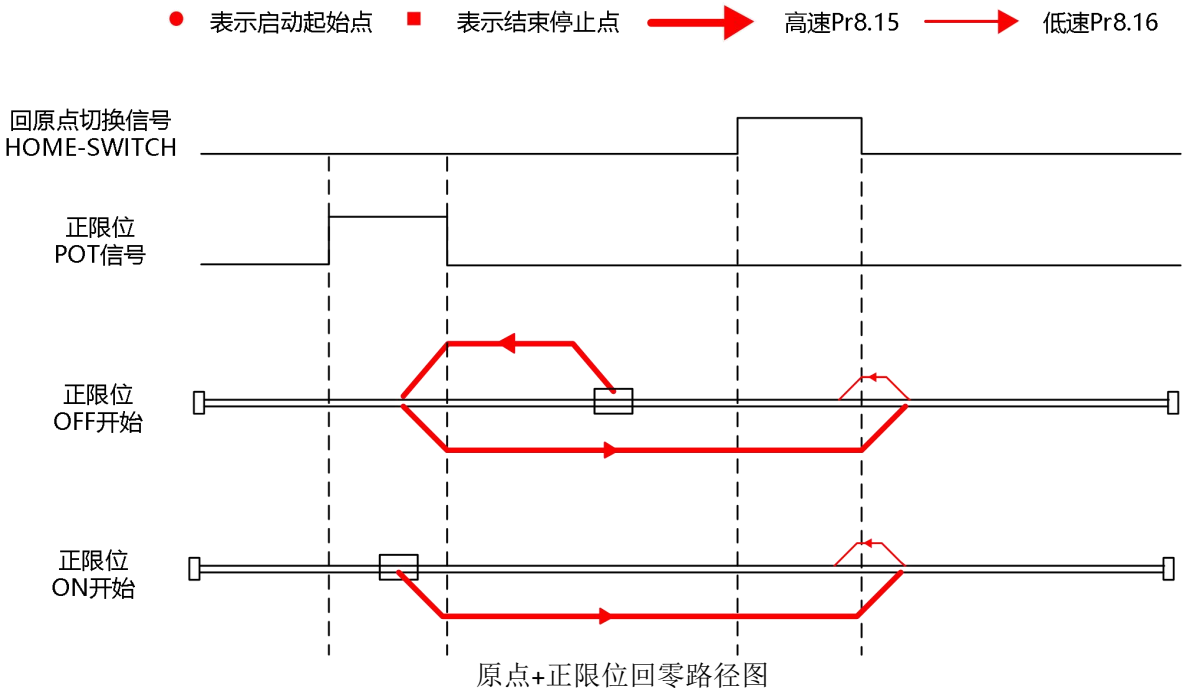 表示启动起始点 表示结束停止点 高速Pr8.15 低速Pr8.16
回原点切换信号
HOME-SWITCH
正限位
POT信号
正限位
OFF开始
正限位
ON开始
原点+正限位回零路径图